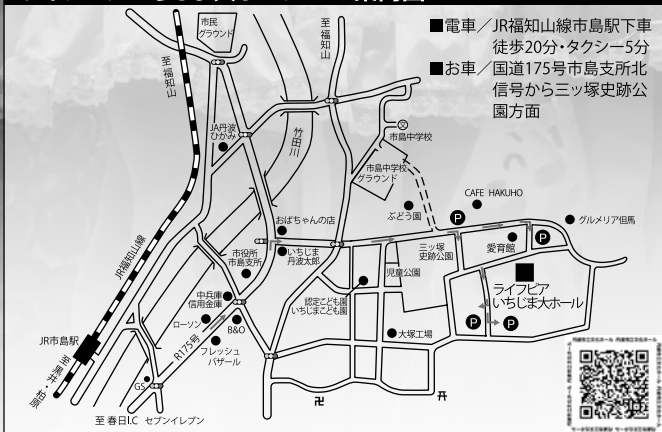 ■電車／JR福知山線市島駅下車
徒歩20分・タクシー5分
■お車／国道175号市島支所北
信号から三ッ塚史跡公
園方面
市民
グラウンド
至福知山
至福知山
JA丹波
ひかみ
竹田川
文
市島中学校
市島中学校
グラウンド
CAFE HAKUHO
ぶどう園
P
グルメリア但馬
おばちゃんの店
P
愛育館
JR福知山線
市役所
市島支所
いちじま
丹波太郎
三ッ塚
史跡公園
児童公園
ライフピア
いちじま大ホール
中兵庫
信用金庫
認定こども園
いちじまこども園
ローソン
B&O
R175号
フレッシュ
バザール
大塚工場
P
P
JR市島駅
至黒井・柏原
GS
至 春日I.C
セブンイレブン
卍